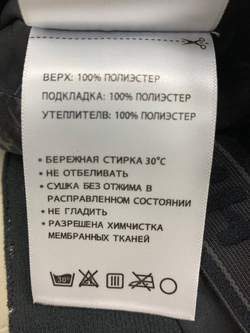 ВЕРХ: 100% ПОЛИЭСТЕР
ПОДКЛАДКА: 100% ПОЛИЭСТЕР
УТЕПЛИТЕЛЬ: 100% ПОЛИЭСТЕР
• БЕРЕЖНАЯ СТИРКА 30°C
• НЕ ОТБЕЛИВАТЬ
• СУШКА БЕЗ ОТЖИМА В
РАСПРАВЛЕННОМ СОСТОЯНИИ
• НЕ ГЛАДИТЬ
• РАЗРЕШЕНА ХИМЧИСТКА
МЕМБРАННЫХ ТКАНЕЙ
30°